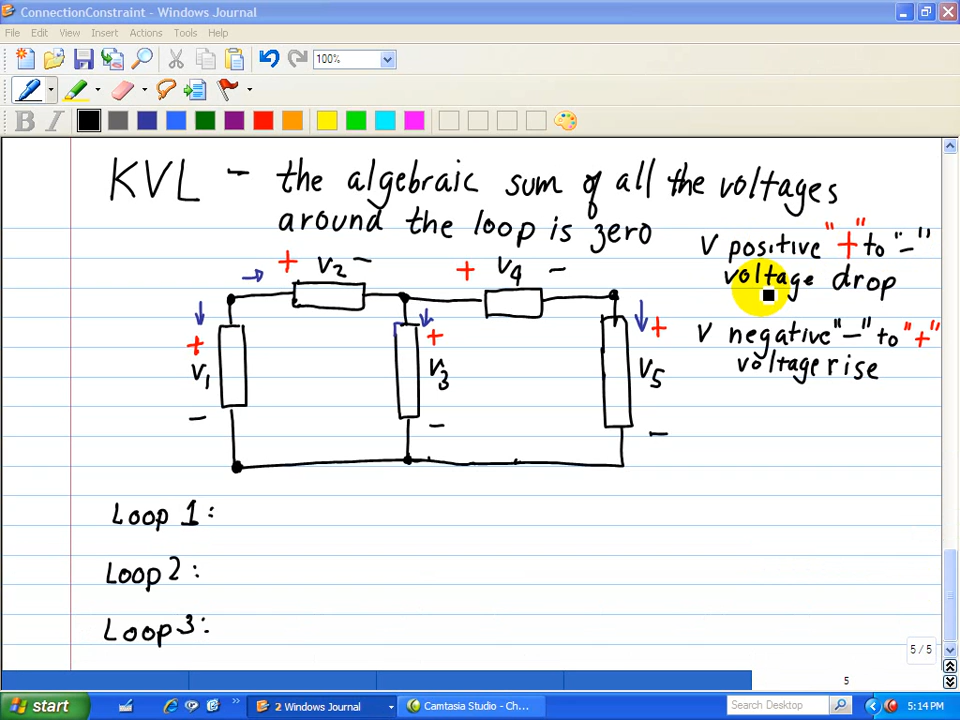 ConnectionConstraint - Windows Journal
File Edit View Insert Actions Tools Help
100%
B I
KVL - the algebraic sum of all the voltages
around the loop is zero
V positive "+" to "-"
voltage drop
V negative "-" to "+"
voltage rise
+ V2 -
+ V4 -
+ V1 -
+ V3 -
+ V5 -
Loop 1:
Loop 2:
Loop 3:
5 / 5
5
start
2 Windows Journal
Camtasia Studio - Ch...
Search Desktop
5:14 PM